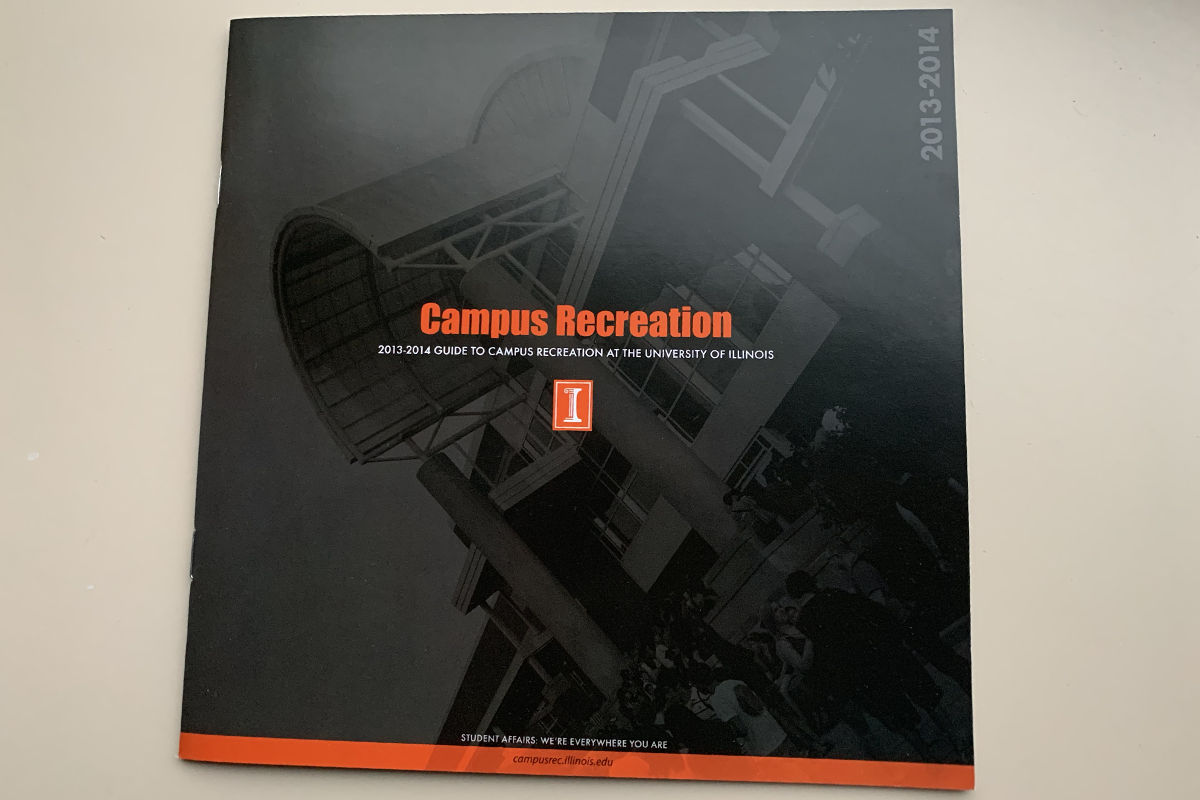 2013-2014
Campus Recreation
2013-2014 GUIDE TO CAMPUS RECREATION AT THE UNIVERSITY OF ILLINOIS
I
STUDENT AFFAIRS: WE'RE EVERYWHERE YOU ARE
campusrec.illinois.edu